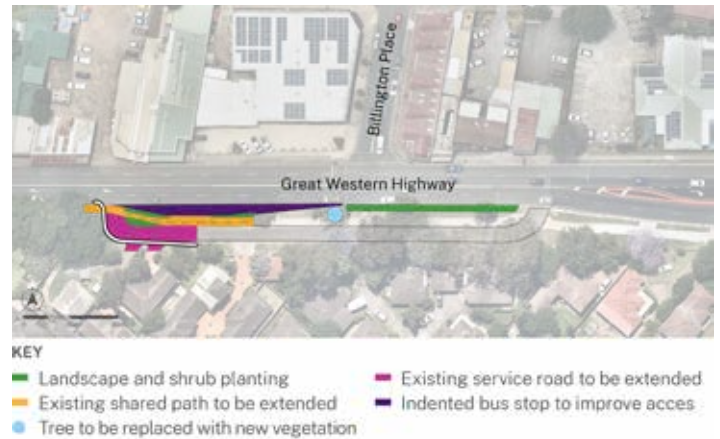 Billington Place
Great Western Highway
KEY
Landscape and shrub planting
Existing shared path to be extended
Tree to be replaced with new vegetation
Existing service road to be extended
Indented bus stop to improve acces